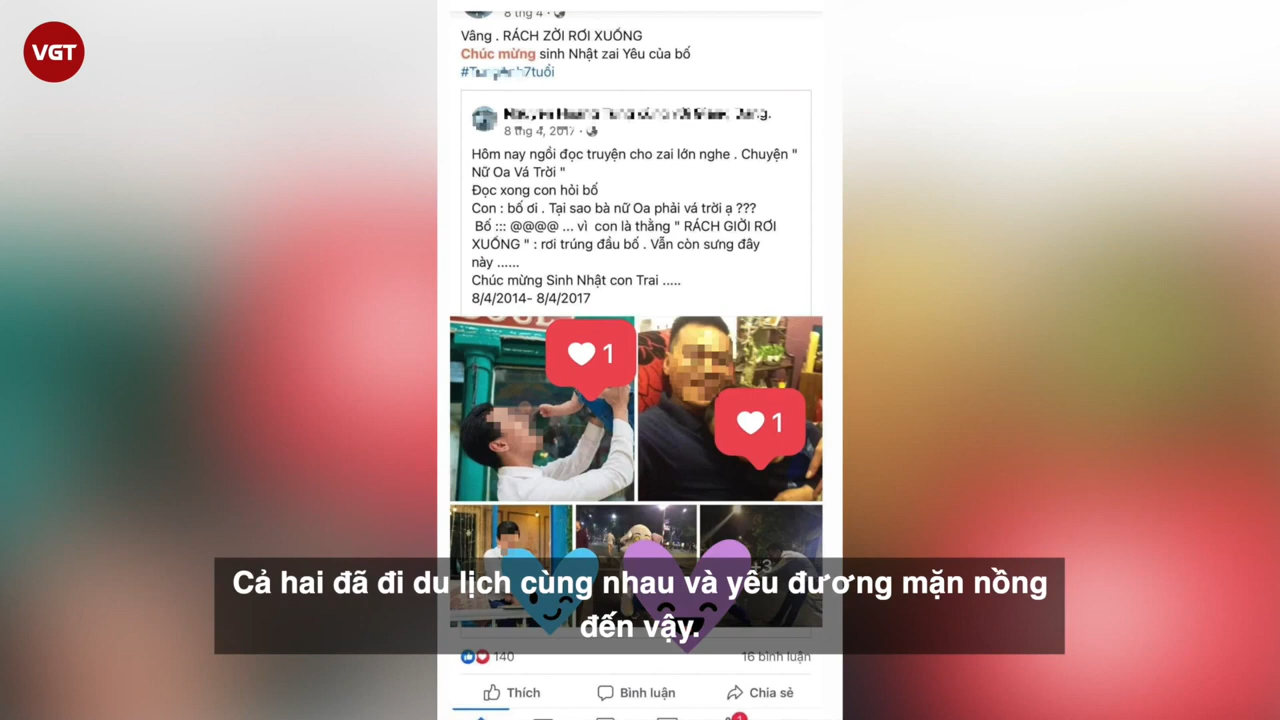 VGT
8 thg 4
Vâng . RÁCH ZỜI RƠI XUỐNG
Chúc mừng sinh Nhật zai Yêu của bố
8 thg 4, 2017
Hôm nay ngồi đọc truyện cho zai lớn nghe . Chuyện "
Nữ Oa Vá Trời "
Đọc xong con hỏi bố
Con : bố ơi . Tại sao bà nữ Oa phải vá trời ạ ???
Bố ::: @@@@ ... vì con là thằng " RÁCH GIỜI RƠI
XUỐNG " : rơi trúng đầu bố . Vẫn còn sưng đây
này ......
Chúc mừng Sinh Nhật con Trai .....
8/4/2014- 8/4/2017
1
1
+3
Cả hai đã đi du lịch cùng nhau và yêu đương mặn nồng
đến vậy.
140 16 bình luận
Thích Bình luận Chia sẻ
1